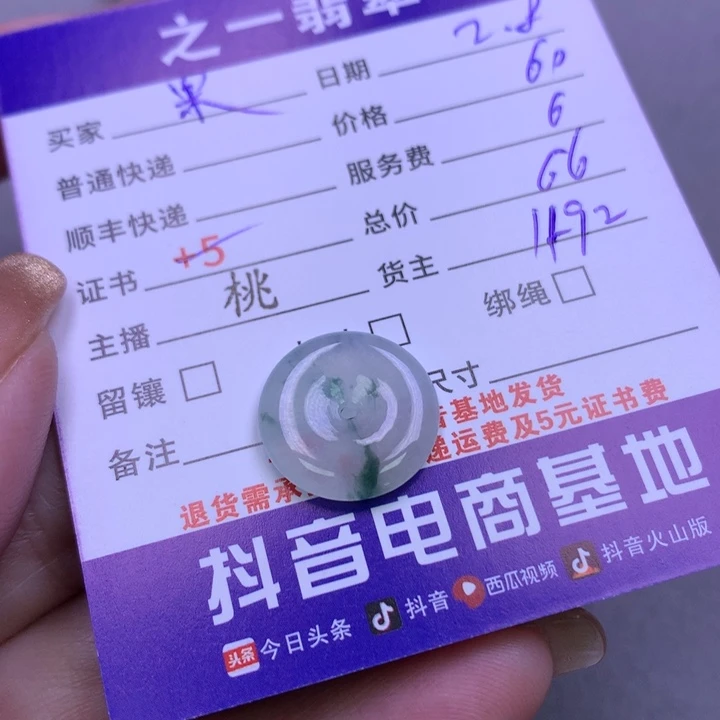 之一翡翠
买家 果 日期 2.8
普通快递 价格 60
顺丰快递 服务费 6
证书 +5 总价 66
主播 桃 货主 1492
留镶 绑绳
备注 尺寸
基地发货
退货需承 递运费及5元证书费
抖音电商基地
头条 今日头条 抖音 西瓜视频 抖音火山版